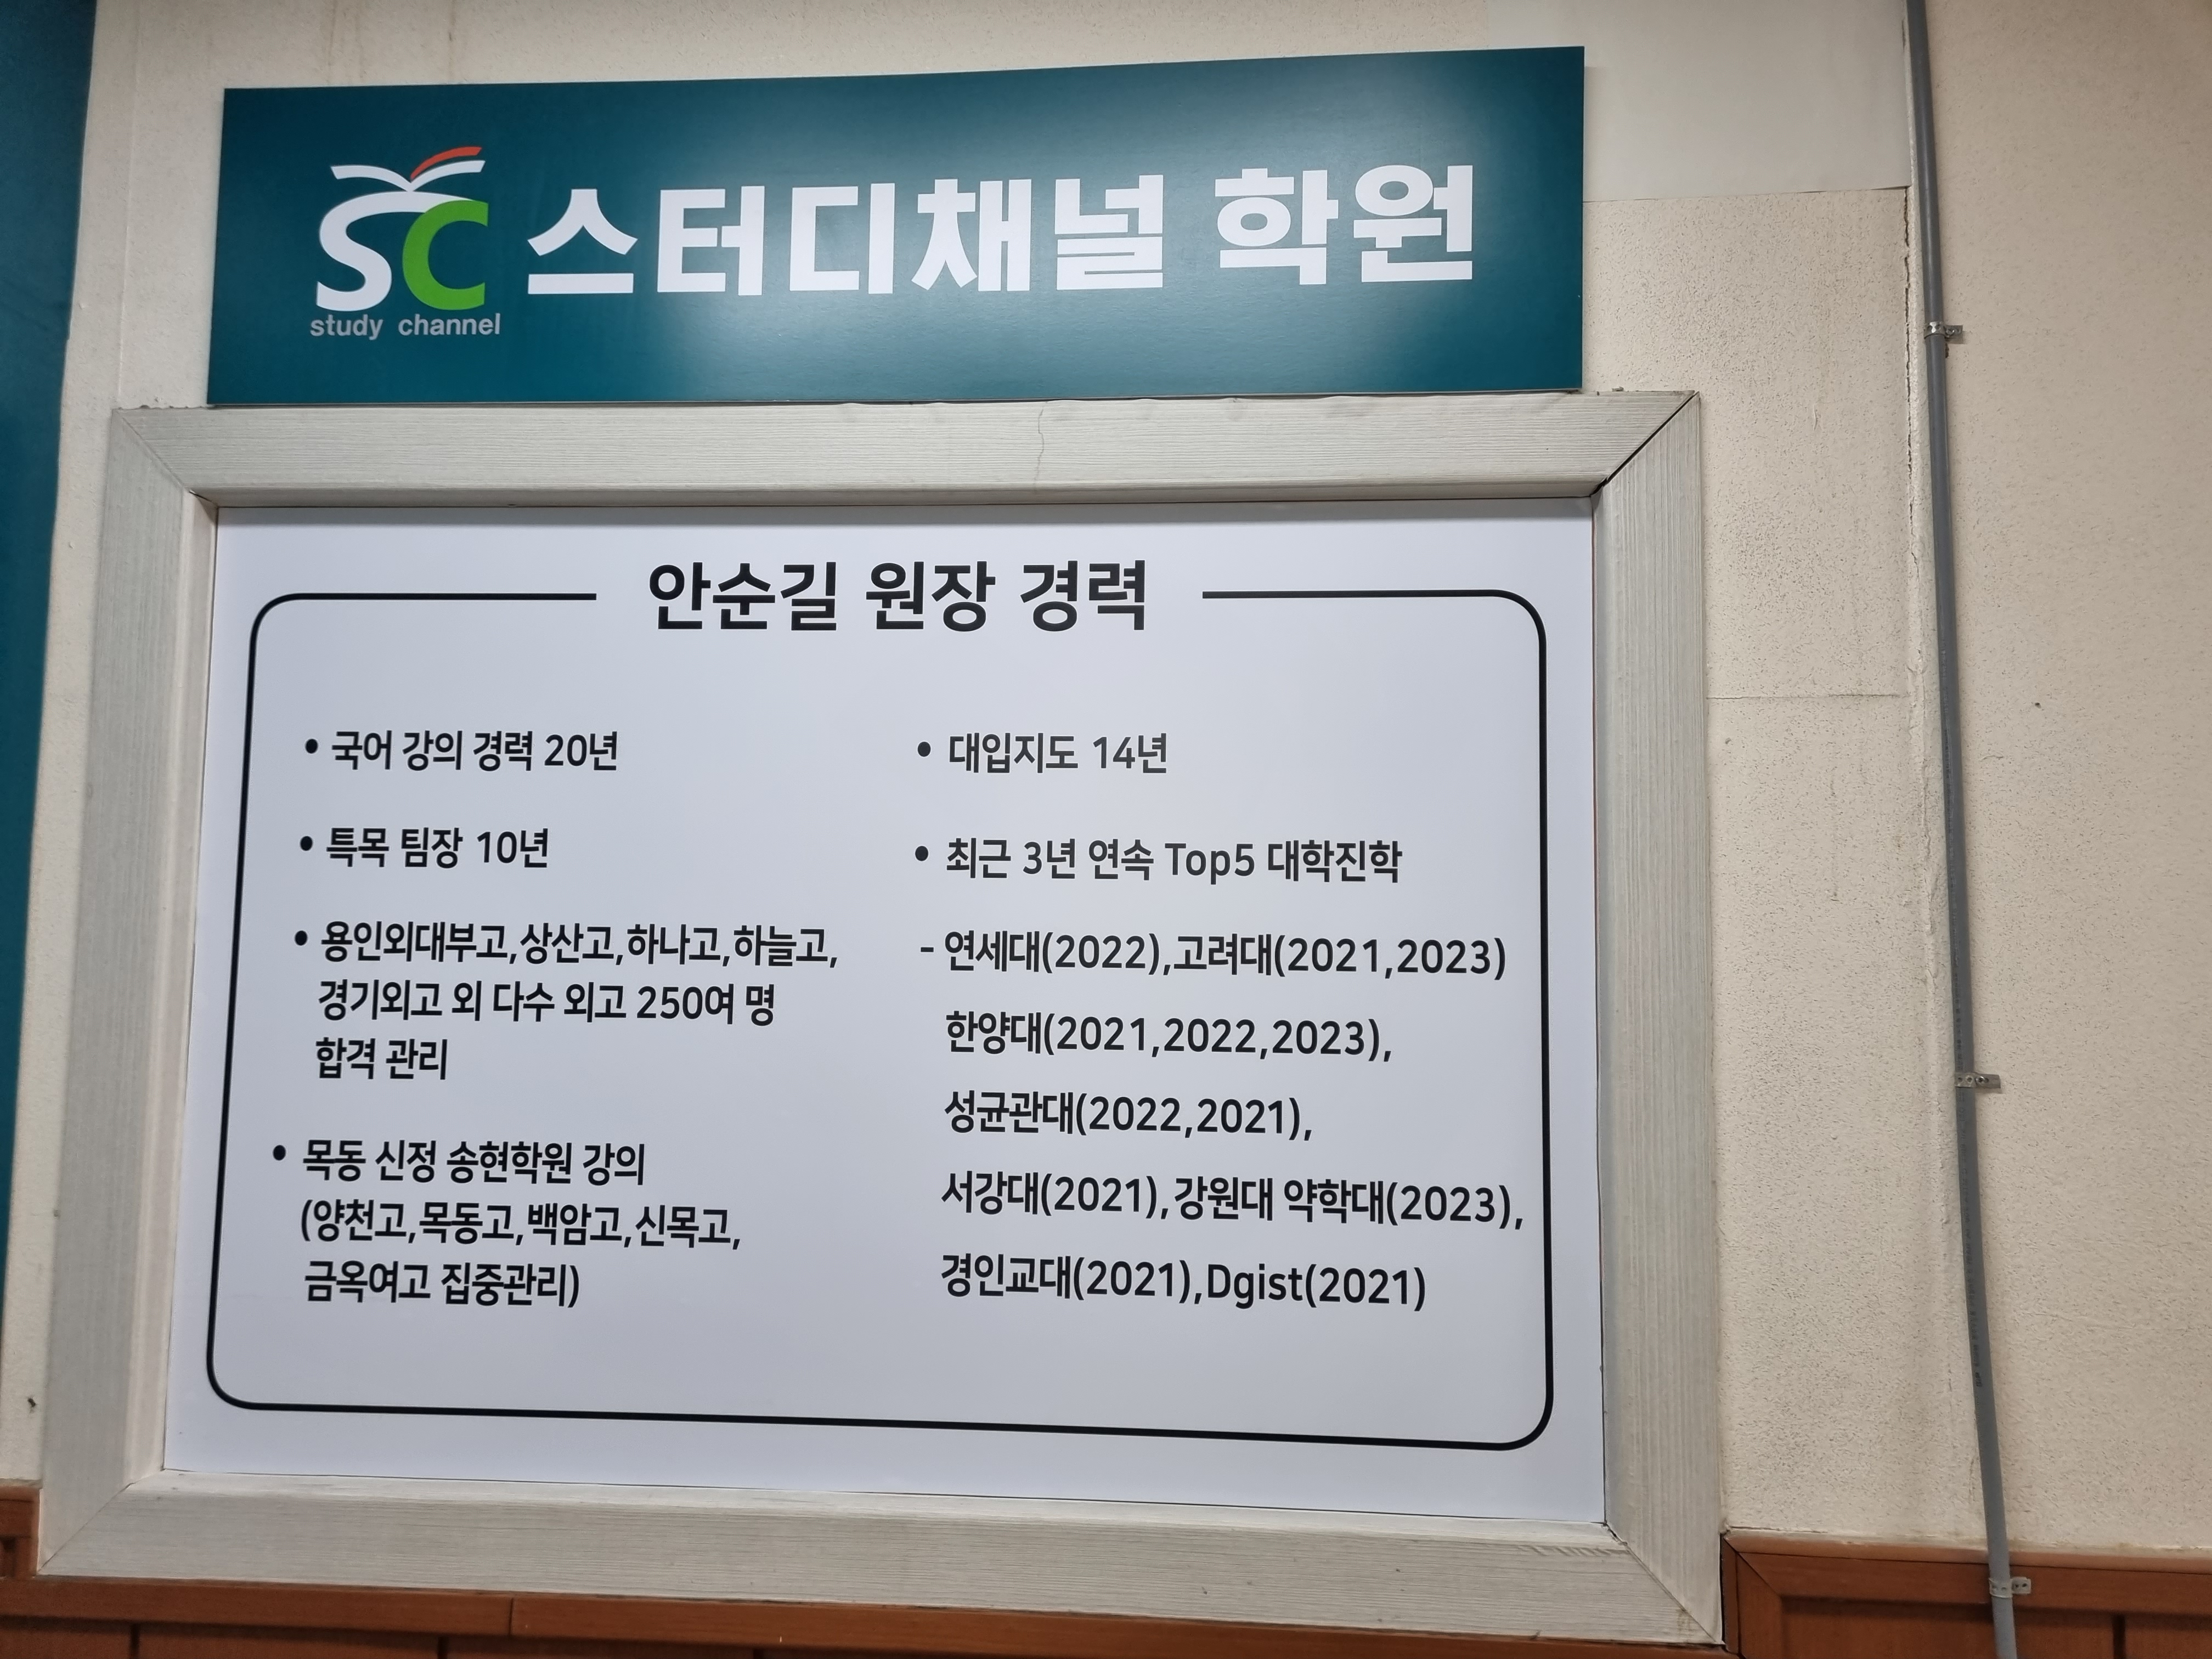 SC
study channel
스터디채널 학원
안순길 원장 경력
• 국어 강의 경력 20년
• 특목 팀장 10년
• 용인외대부고,상산고,하나고,하늘고,
경기외고 외 다수 외고 250여 명
합격 관리
• 목동 신정 송현학원 강의
(양천고,목동고,백암고,신목고,
금옥여고 집중관리)
• 대입지도 14년
• 최근 3년 연속 Top5 대학진학
- 연세대(2022),고려대(2021,2023)
한양대(2021,2022,2023),
성균관대(2022,2021),
서강대(2021),강원대 약학대(2023),
경인교대(2021),Dgist(2021)